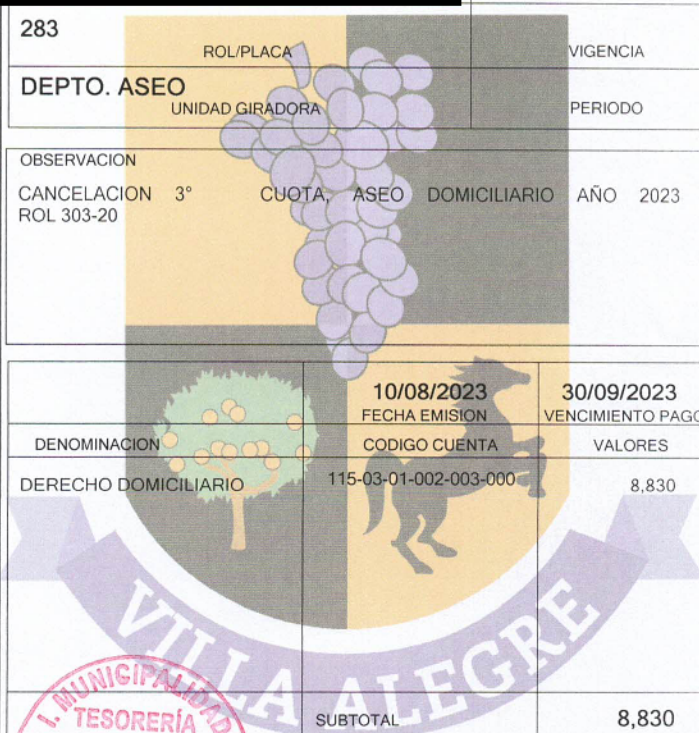 283
ROL/PLACA VIGENCIA
DEPTO. ASEO
UNIDAD GIRADORA PERIODO
OBSERVACION
CANCELACION 3° CUOTA, ASEO DOMICILIARIO AÑO 2023
ROL 303-20
10/08/2023 30/09/2023
FECHA EMISION VENCIMIENTO PAGO
DENOMINACION CODIGO CUENTA VALORES
DERECHO DOMICILIARIO 115-03-01-002-003-000 8,830
VILLA ALEGRE
I. MUNICIPALIDAD
TESORERÍA
SUBTOTAL 8,830